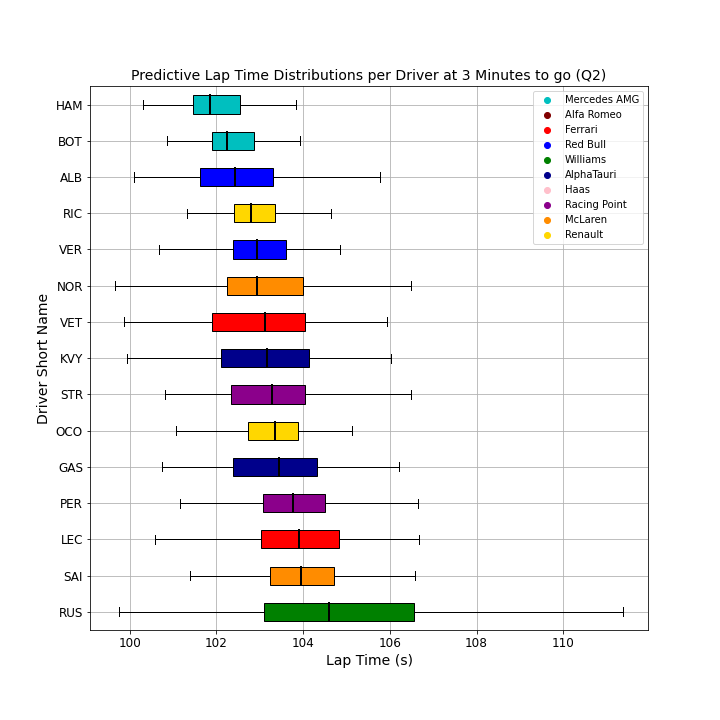 Predictive Lap Time Distributions per Driver at 3 Minutes to go (Q2)
Mercedes AMG
Alfa Romeo
Ferrari
Red Bull
Williams
AlphaTauri
Haas
Racing Point
McLaren
Renault
Driver Short Name
HAM
BOT
ALB
RIC
VER
NOR
VET
KVY
STR
OCO
GAS
PER
LEC
SAI
RUS
100 102 104 106 108 110
Lap Time (s)